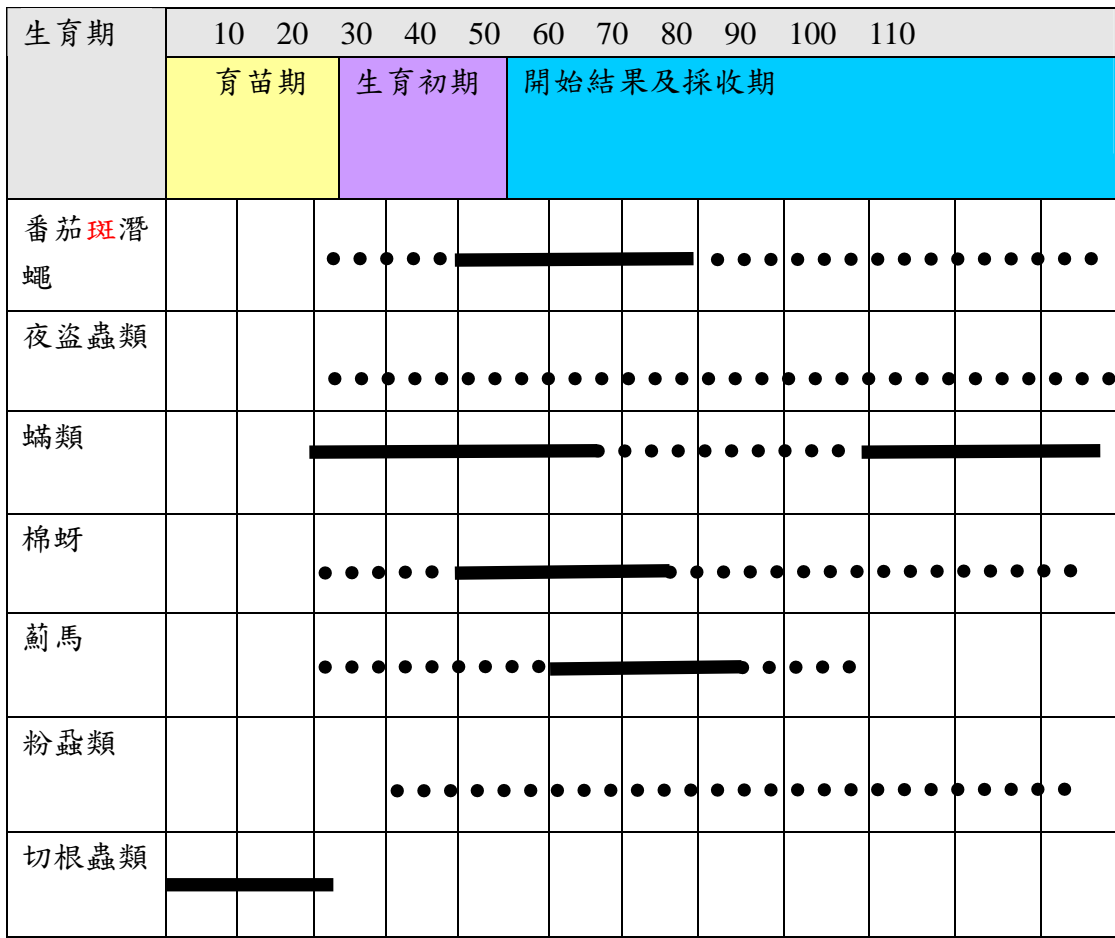 生育期
10 20 30 40 50 60 70 80 90 100 110
育苗期 生育初期 開始結果及採收期
番茄斑潛
蠅
夜盜蟲類
蟎類
棉蚜
薊馬
粉蝨類
切根蟲類